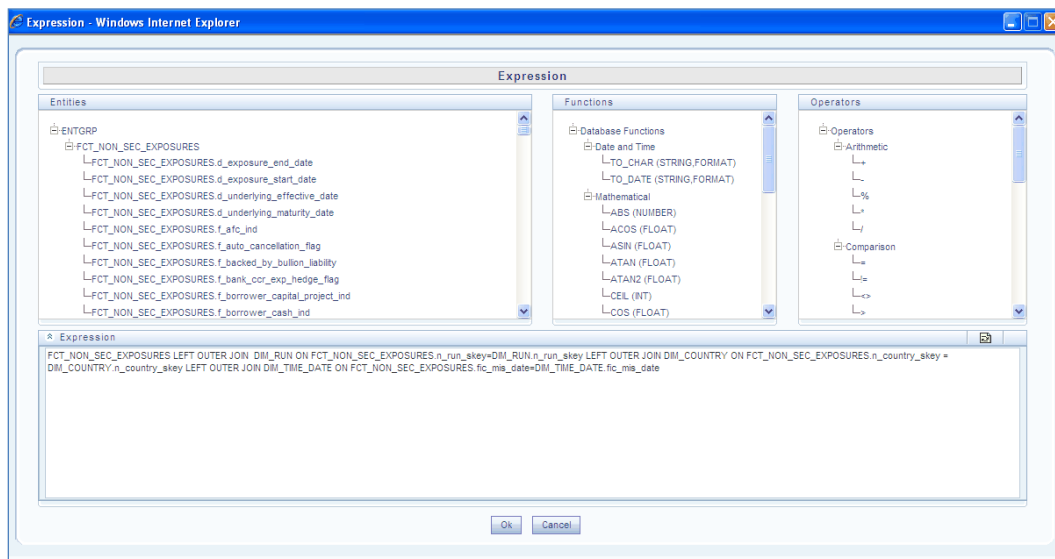 Expression - Windows Internet Explorer
Expression
Entities
ENTGRP
FCT_NON_SEC_EXPOSURES
FCT_NON_SEC_EXPOSURES.d_exposure_end_date
FCT_NON_SEC_EXPOSURES.d_exposure_start_date
FCT_NON_SEC_EXPOSURES.d_underlying_effective_date
FCT_NON_SEC_EXPOSURES.d_underlying_maturity_date
FCT_NON_SEC_EXPOSURES.f_afc_ind
FCT_NON_SEC_EXPOSURES.f_auto_cancellation_flag
FCT_NON_SEC_EXPOSURES.f_backed_by_bullion_liability
FCT_NON_SEC_EXPOSURES.f_bank_ccr_exp_hedge_flag
FCT_NON_SEC_EXPOSURES.f_borrower_capital_project_ind
FCT_NON_SEC_EXPOSURES.f_borrower_cash_ind
Functions
Database Functions
Date and Time
TO_CHAR (STRING,FORMAT)
TO_DATE (STRING,FORMAT)
Mathematical
ABS (NUMBER)
ACOS (FLOAT)
ASIN (FLOAT)
ATAN (FLOAT)
ATAN2 (FLOAT)
CEIL (INT)
COS (FLOAT)
Operators
Operators
Arithmetic
+
-
%
*
/
Comparison
=
!=
<>
>
Expression
FCT_NON_SEC_EXPOSURES LEFT OUTER JOIN  DIM_RUN ON FCT_NON_SEC_EXPOSURES.n_run_skey=DIM_RUN.n_run_skey LEFT OUTER JOIN DIM_COUNTRY ON FCT_NON_SEC_EXPOSURES.n_country_skey =
DIM_COUNTRY.n_country_skey LEFT OUTER JOIN DIM_TIME_DATE ON FCT_NON_SEC_EXPOSURES.fic_mis_date=DIM_TIME_DATE.fic_mis_date
Ok Cancel